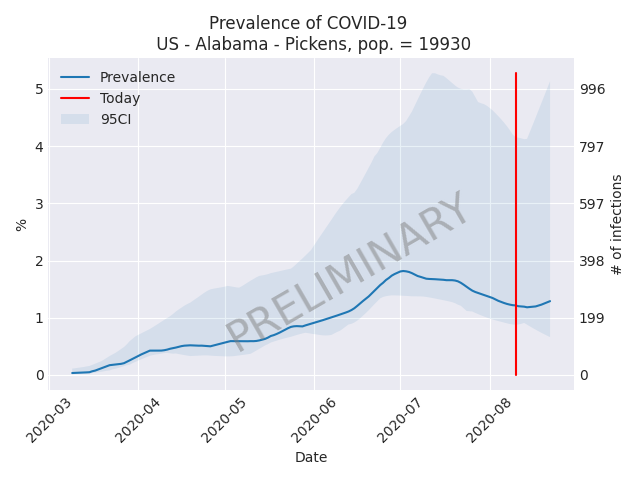 Prevalence of COVID-19
US - Alabama - Pickens, pop. = 19930
Prevalence
Today
95CI
5
4
3
2
1
0
%
996
797
597
398
199
0
# of infections
PRELIMINARY
2020-03
2020-04
2020-05
2020-06
2020-07
2020-08
Date